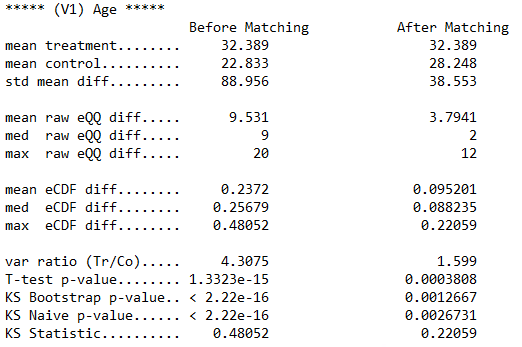 ***** (V1) Age *****
Before Matching After Matching
mean treatment........ 32.389 32.389
mean control.......... 22.833 28.248
std mean diff......... 88.956 38.553
mean raw eQQ diff..... 9.531 3.7941
med raw eQQ diff..... 9 2
max raw eQQ diff..... 20 12
mean eCDF diff........ 0.2372 0.095201
med eCDF diff........ 0.25679 0.088235
max eCDF diff........ 0.48052 0.22059
var ratio (Tr/Co)..... 4.3075 1.599
T-test p-value........ 1.3323e-15 0.0003808
KS Bootstrap p-value.. < 2.22e-16 0.0012667
KS Naive p-value...... < 2.22e-16 0.0026731
KS Statistic.......... 0.48052 0.22059